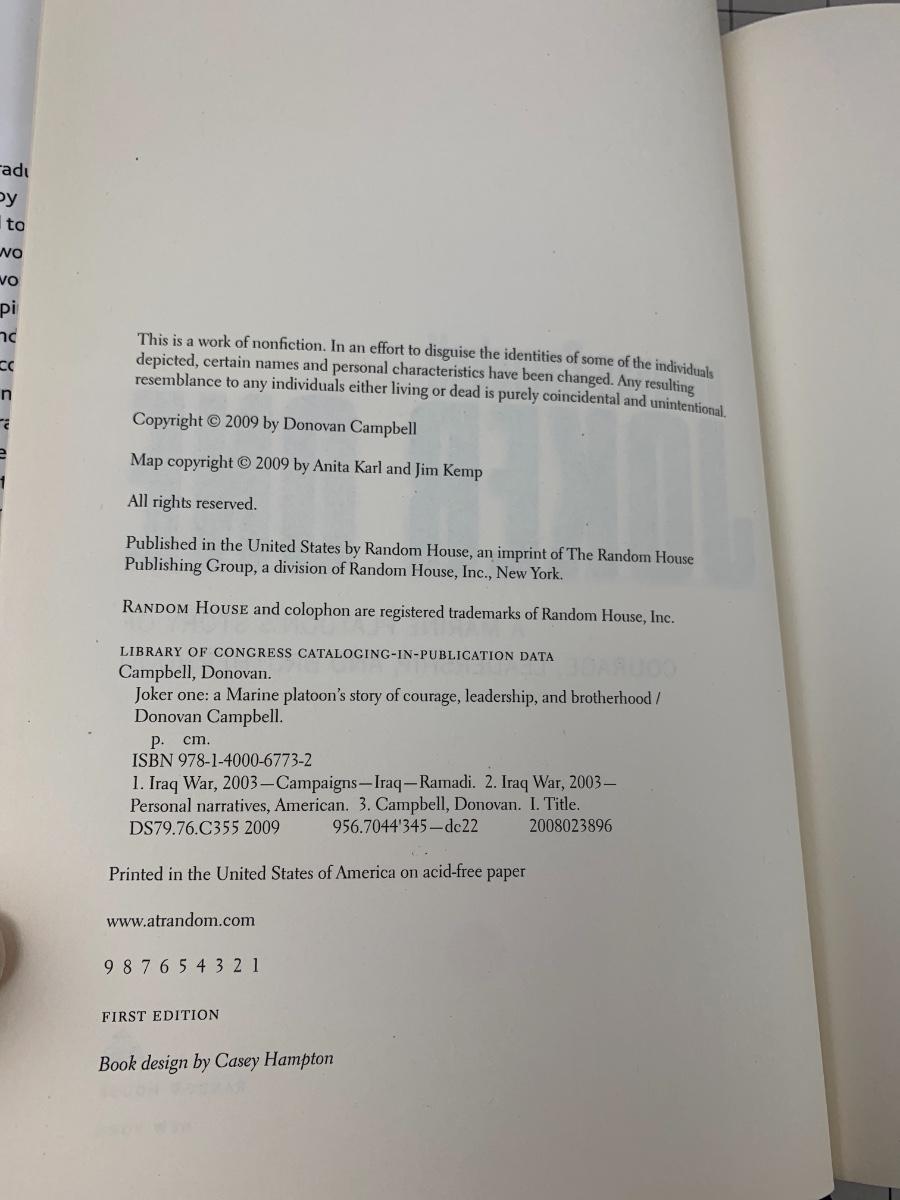 This is a work of nonfiction. In an effort to disguise the identities of some of the individuals
depicted, certain names and personal characteristics have been changed. Any resulting
resemblance to any individuals either living or dead is purely coincidental and unintentional.
Copyright © 2009 by Donovan Campbell
Map copyright © 2009 by Anita Karl and Jim Kemp
All rights reserved.
Published in the United States by Random House, an imprint of The Random House
Publishing Group, a division of Random House, Inc., New York.
RANDOM HOUSE and colophon are registered trademarks of Random House, Inc.
LIBRARY OF CONGRESS CATALOGING-IN-PUBLICATION DATA
Campbell, Donovan.
Joker one: a Marine platoon's story of courage, leadership, and brotherhood /
Donovan Campbell.
p. cm.
ISBN 978-1-4000-6773-2
1. Iraq War, 2003—Campaigns—Iraq—Ramadi. 2. Iraq War, 2003—
Personal narratives, American. 3. Campbell, Donovan. I. Title.
DS79.76.C355 2009 956.7044'345—dc22 2008023896
Printed in the United States of America on acid-free paper
www.atrandom.com
9 8 7 6 5 4 3 2 1
FIRST EDITION
Book design by Casey Hampton